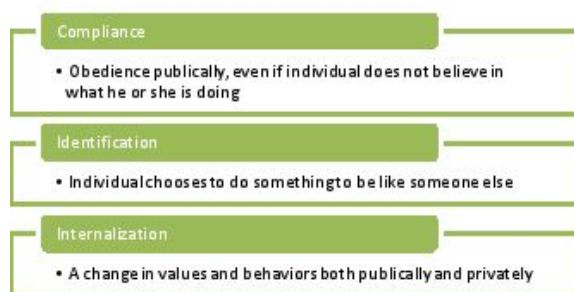 Compliance
• Obedience publically, even if individual does not believe in
what he or she is doing
Identification
• Individual chooses to do something to be like someone else
Internalization
• A change in values and behaviors both publically and privately